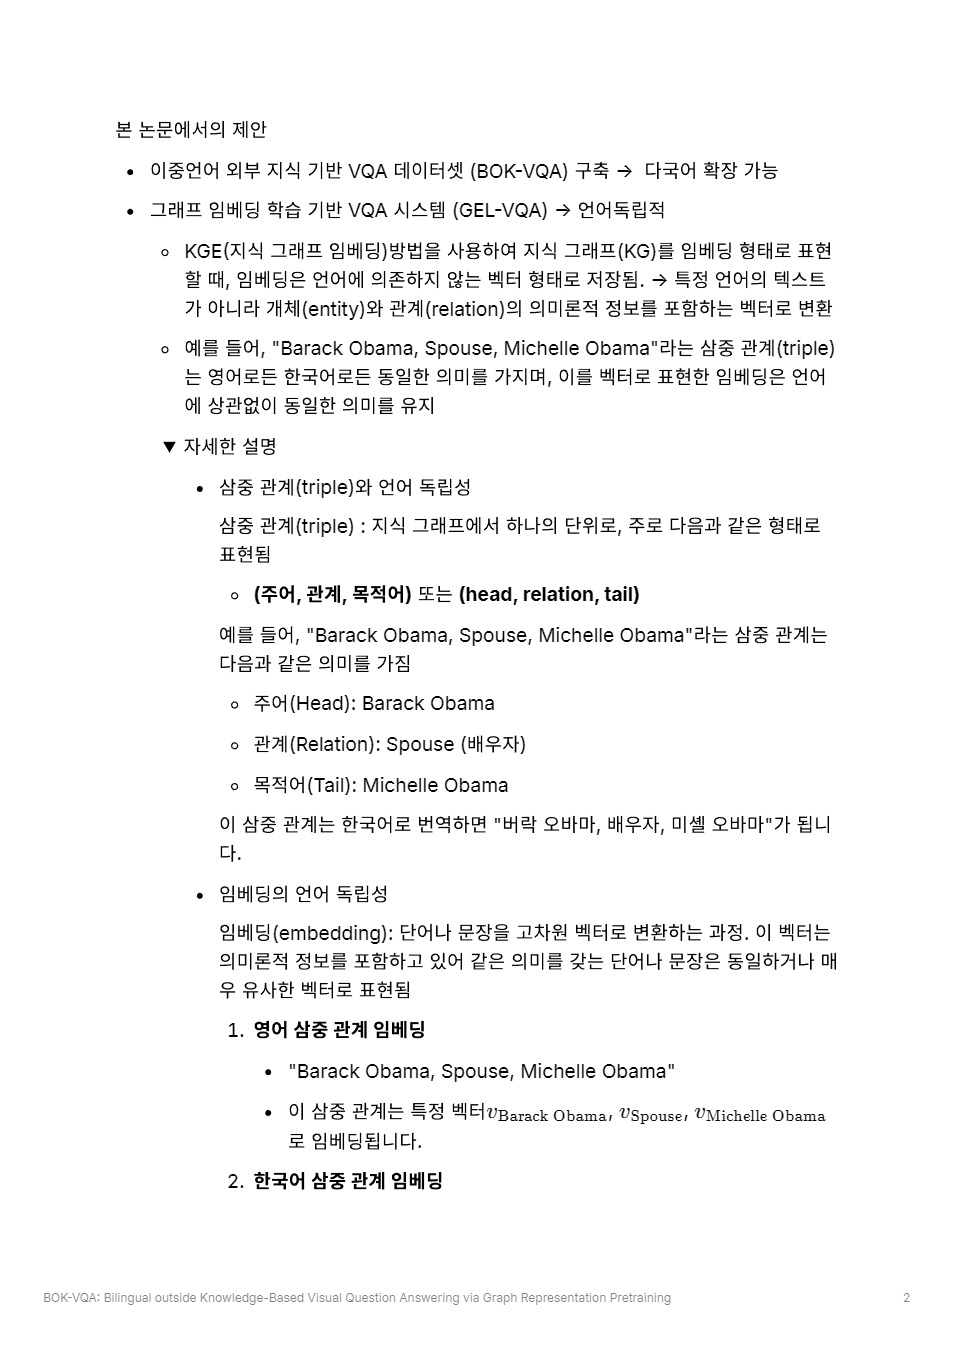 본 논문에서의 제안
• 이중언어 외부 지식 기반 VQA 데이터셋 (BOK-VQA) 구축 → 다국어 확장 가능
• 그래프 임베딩 학습 기반 VQA 시스템 (GEL-VQA) → 언어독립적
◦ KGE(지식 그래프 임베딩)방법을 사용하여 지식 그래프(KG)를 임베딩 형태로 표현
할 때, 임베딩은 언어에 의존하지 않는 벡터 형태로 저장됨. → 특정 언어의 텍스트
가 아니라 개체(entity)와 관계(relation)의 의미론적 정보를 포함하는 벡터로 변환
◦ 예를 들어, "Barack Obama, Spouse, Michelle Obama"라는 삼중 관계(triple)
는 영어로든 한국어로든 동일한 의미를 가지며, 이를 벡터로 표현한 임베딩은 언어
에 상관없이 동일한 의미를 유지
▼ 자세한 설명
• 삼중 관계(triple)와 언어 독립성
삼중 관계(triple) : 지식 그래프에서 하나의 단위로, 주로 다음과 같은 형태로
표현됨
◦ (주어, 관계, 목적어) 또는 (head, relation, tail)
예를 들어, "Barack Obama, Spouse, Michelle Obama"라는 삼중 관계는
다음과 같은 의미를 가짐
◦ 주어(Head): Barack Obama
◦ 관계(Relation): Spouse (배우자)
◦ 목적어(Tail): Michelle Obama
이 삼중 관계는 한국어로 번역하면 "버락 오바마, 배우자, 미셸 오바마"가 됩니
다.
• 임베딩의 언어 독립성
임베딩(embedding): 단어나 문장을 고차원 벡터로 변환하는 과정. 이 벡터는
의미론적 정보를 포함하고 있어 같은 의미를 갖는 단어나 문장은 동일하거나 매
우 유사한 벡터로 표현됨
1. 영어 삼중 관계 임베딩
• "Barack Obama, Spouse, Michelle Obama"
• 이 삼중 관계는 특정 벡터v Barack Obama, v Spouse, v Michelle Obama
로 임베딩됩니다.
2. 한국어 삼중 관계 임베딩
BOK-VQA: Bilingual outside Knowledge-Based Visual Question Answering via Graph Representation Pretraining 2